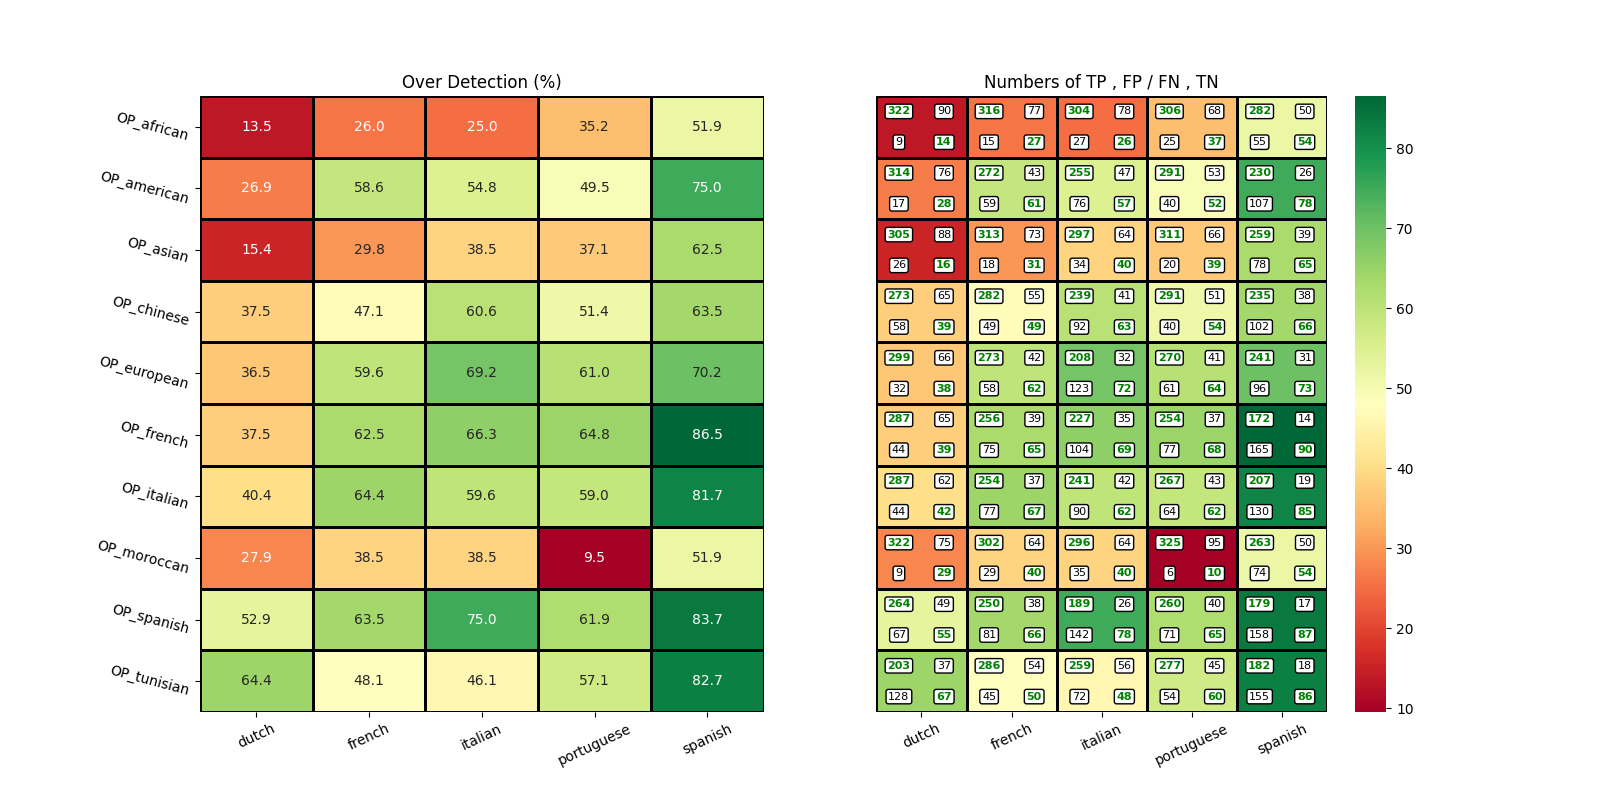 Over Detection (%)
Numbers of TP , FP / FN , TN
OP_african 13.5 26.0 25.0 35.2 51.9
OP_american 26.9 58.6 54.8 49.5 75.0
OP_asian 15.4 29.8 38.5 37.1 62.5
OP_chinese 37.5 47.1 60.6 51.4 63.5
OP_european 36.5 59.6 69.2 61.0 70.2
OP_french 37.5 62.5 66.3 64.8 86.5
OP_italian 40.4 64.4 59.6 59.0 81.7
OP_moroccan 27.9 38.5 38.5 9.5 51.9
OP_spanish 52.9 63.5 75.0 61.9 83.7
OP_tunisian 64.4 48.1 46.1 57.1 82.7
dutch french italian portuguese spanish
322 90 316 77 304 78 306 68 282 50
9 14 15 27 27 26 25 37 55 54
314 76 272 43 255 47 291 53 230 26
17 28 59 61 76 57 40 52 107 78
305 88 313 73 297 64 311 66 259 39
26 16 18 31 34 40 20 39 78 65
273 65 282 55 239 41 291 51 235 38
58 39 49 49 92 63 40 54 102 66
299 66 273 42 208 32 270 41 241 31
32 38 58 62 123 72 61 64 96 73
287 65 256 39 227 35 254 37 172 14
44 39 75 65 104 69 77 68 165 90
287 62 254 37 241 42 267 43 207 19
44 42 77 67 90 62 64 62 130 85
322 75 302 64 296 64 325 95 263 50
9 29 29 40 35 40 6 10 74 54
264 49 250 38 189 26 260 40 179 17
67 55 81 66 142 78 71 65 158 87
203 37 286 54 259 56 277 45 182 18
128 67 45 50 72 48 54 60 155 86
dutch french italian portuguese spanish
80
70
60
50
40
30
20
10